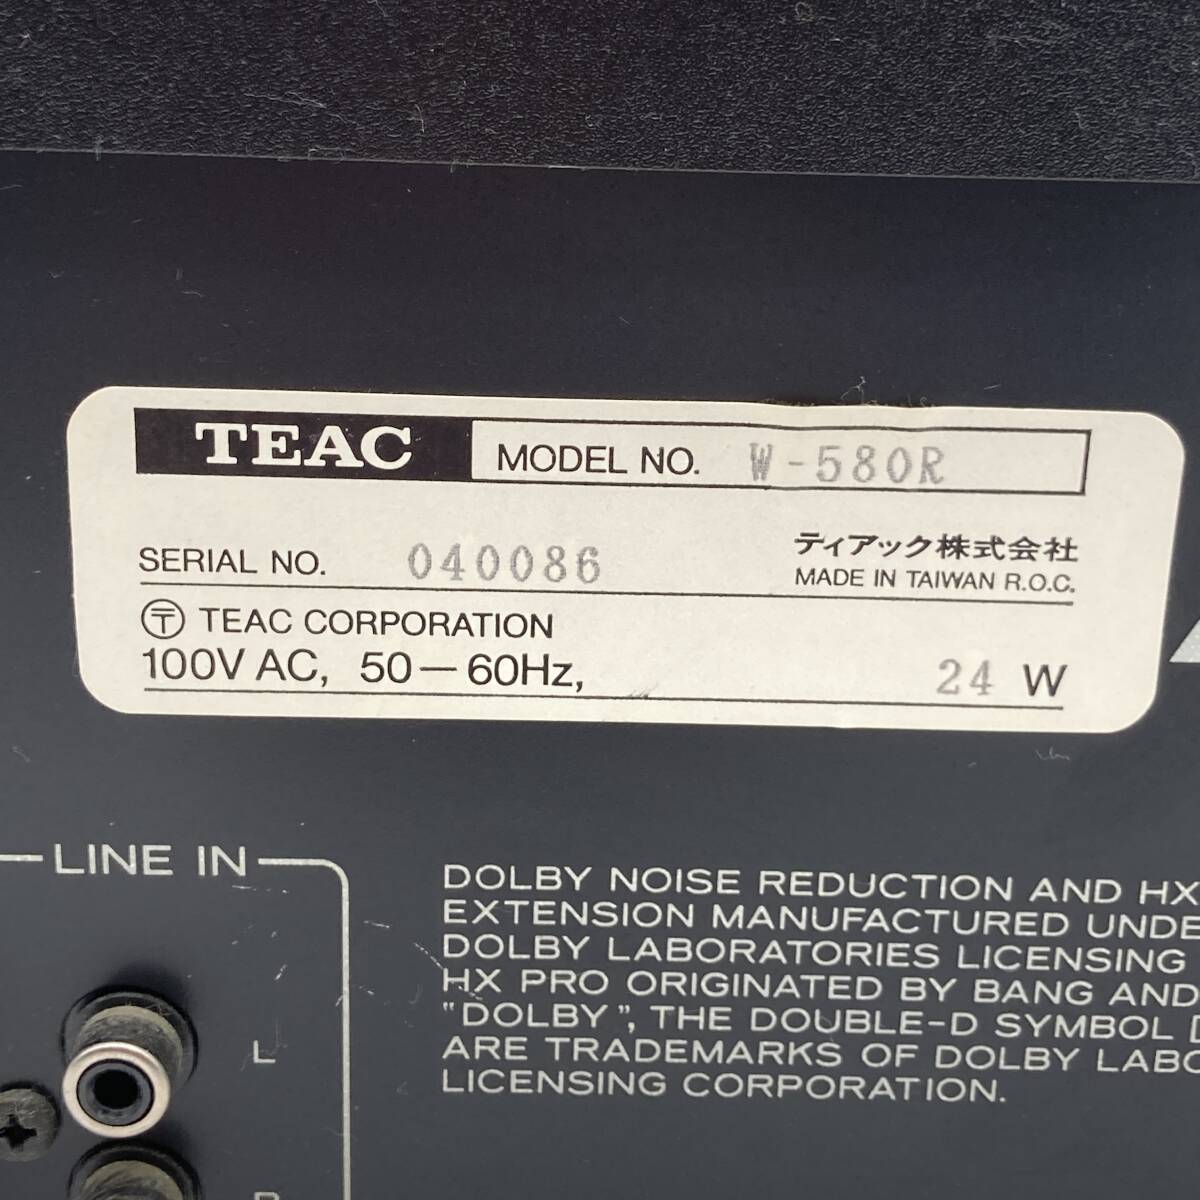 TEAC MODEL NO. W-580R
SERIAL NO. 040086
ティアック株式会社
MADE IN TAIWAN R.O.C.
〒 TEAC CORPORATION
100V AC, 50-60Hz, 24 W
LINE IN
L
R
DOLBY NOISE REDUCTION AND HX
EXTENSION MANUFACTURED UNDE
DOLBY LABORATORIES LICENSING
HX PRO ORIGINATED BY BANG AND
"DOLBY", THE DOUBLE-D SYMBOL
ARE TRADEMARKS OF DOLBY LABO
LICENSING CORPORATION.